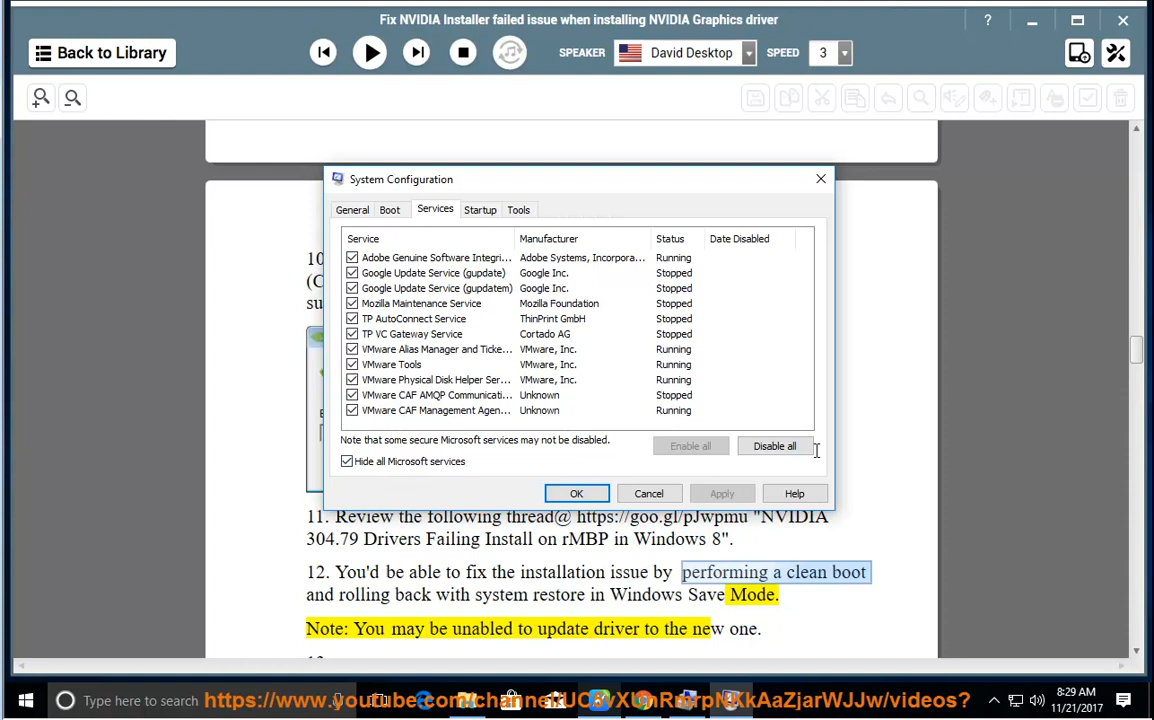 Fix NVIDIA Installer failed issue when installing NVIDIA Graphics driver
?
Back to Library
SPEAKER David Desktop SPEED 3
System Configuration
General Boot Services Startup Tools
Service Manufacturer Status Date Disabled
Adobe Genuine Software Integri... Adobe Systems, Incorpora... Running
Google Update Service (gupdate) Google Inc. Stopped
Google Update Service (gupdatem) Google Inc. Stopped
Mozilla Maintenance Service Mozilla Foundation Stopped
TP AutoConnect Service ThinPrint GmbH Stopped
TP VC Gateway Service Cortado AG Stopped
VMware Alias Manager and Ticke... VMware, Inc. Running
VMware Tools VMware, Inc. Running
VMware Physical Disk Helper Ser... VMware, Inc. Running
VMware CAF AMQP Communicati... Unknown Stopped
VMware CAF Management Agen... Unknown Running
Note that some secure Microsoft services may not be disabled.
Enable all Disable all
Hide all Microsoft services
OK Cancel Apply Help
10
(C
su
11. Review the following thread@ https://goo.gl/pJwpmu "NVIDIA
304.79 Drivers Failing Install on rMBP in Windows 8".
12. You'd be able to fix the installation issue by performing a clean boot
and rolling back with system restore in Windows Save Mode.
Note: You may be unabled to update driver to the new one.
Type here to search
8:29 AM
11/21/2017